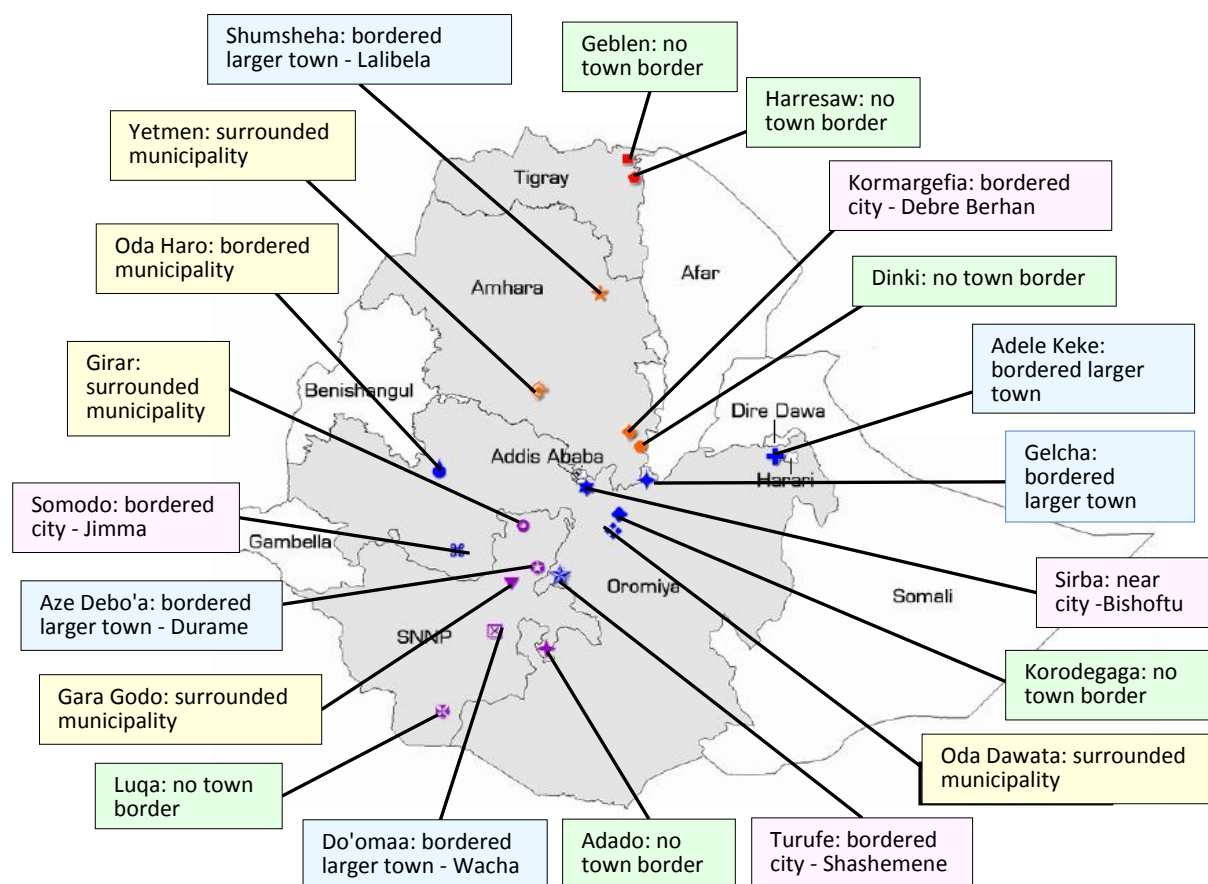 Shumsheha: bordered
larger town - Lalibela
Geblen: no
town border
Harresaw: no
town border
Yetmen: surrounded
municipality
Kormargefia: bordered
city - Debre Berhan
Oda Haro: bordered
municipality
Dinki: no town border
Girar:
surrounded
municipality
Adele Keke:
bordered larger
town
Gelcha:
bordered
larger town
Somodo: bordered
city - Jimma
Sirba: near
city -Bishoftu
Aze Debo'a: bordered
larger town - Durame
Korodegaga: no
town border
Gara Godo: surrounded
municipality
Oda Dawata: surrounded
municipality
Luqa: no town
border
Do'omaa: bordered
larger town - Wacha
Adado: no
town border
Turufe: bordered
city - Shashemene
Tigray
Afar
Amhara
Benishangul
Dire Dawa
Addis Ababa
Harari
Gambella
Oromiya
Somali
SNNP